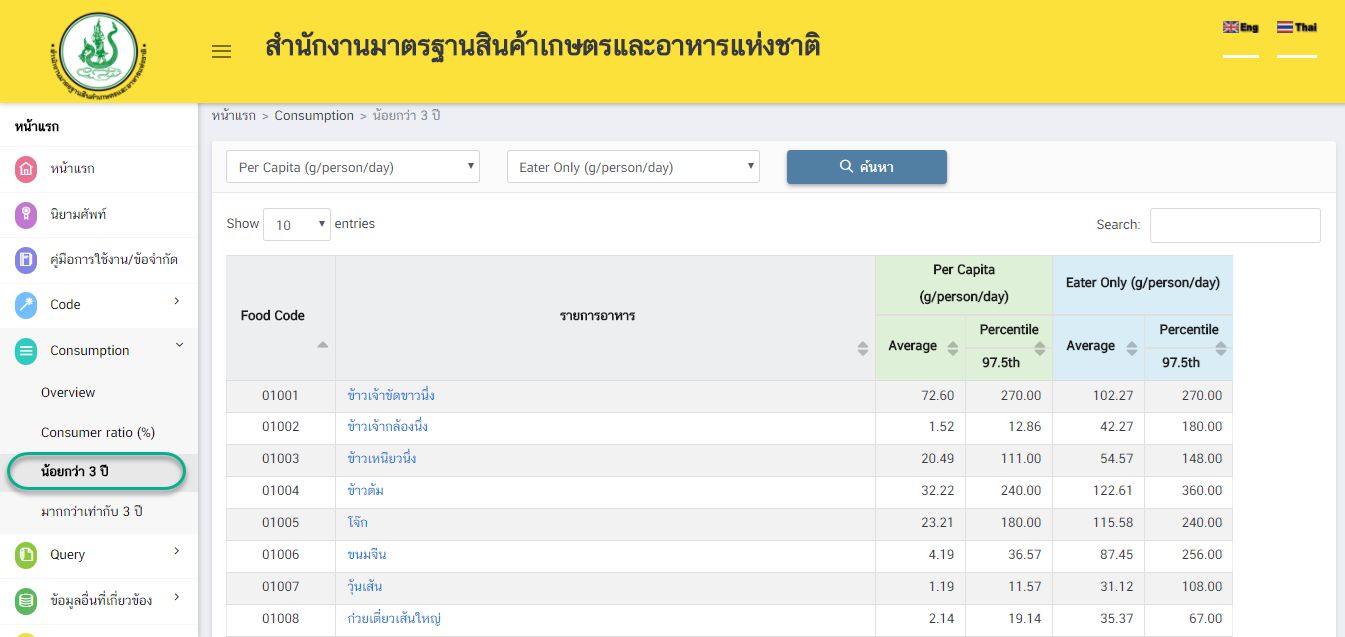 สำนักงานมาตรฐานสินค้าเกษตรและอาหารแห่งชาติ
Eng Thai
หน้าแรก
หน้าแรก
นิยามศัพท์
คู่มือการใช้งาน/ข้อจำกัด
Code
Consumption
Overview
Consumer ratio (%)
น้อยกว่า 3 ปี
มากกว่าเท่ากับ 3 ปี
Query
ข้อมูลอื่นที่เกี่ยวข้อง
หน้าแรก > Consumption > น้อยกว่า 3 ปี
Per Capita (g/person/day) Eater Only (g/person/day) ค้นหา
Show 10 entries Search:
Food Code รายการอาหาร Per Capita (g/person/day) Eater Only (g/person/day)
Average Percentile 97.5th Average Percentile 97.5th
01001 ข้าวเจ้าขัดขาวนึ่ง 72.60 270.00 102.27 270.00
01002 ข้าวเจ้ากล้องนึ่ง 1.52 12.86 42.27 180.00
01003 ข้าวเหนียวนึ่ง 20.49 111.00 54.57 148.00
01004 ข้าวต้ม 32.22 240.00 122.61 360.00
01005 โจ๊ก 23.21 180.00 115.58 240.00
01006 ขนมจีน 4.19 36.57 87.45 256.00
01007 วุ้นเส้น 1.19 11.57 31.12 108.00
01008 ก๋วยเตี๋ยวเส้นใหญ่ 2.14 19.14 35.37 67.00